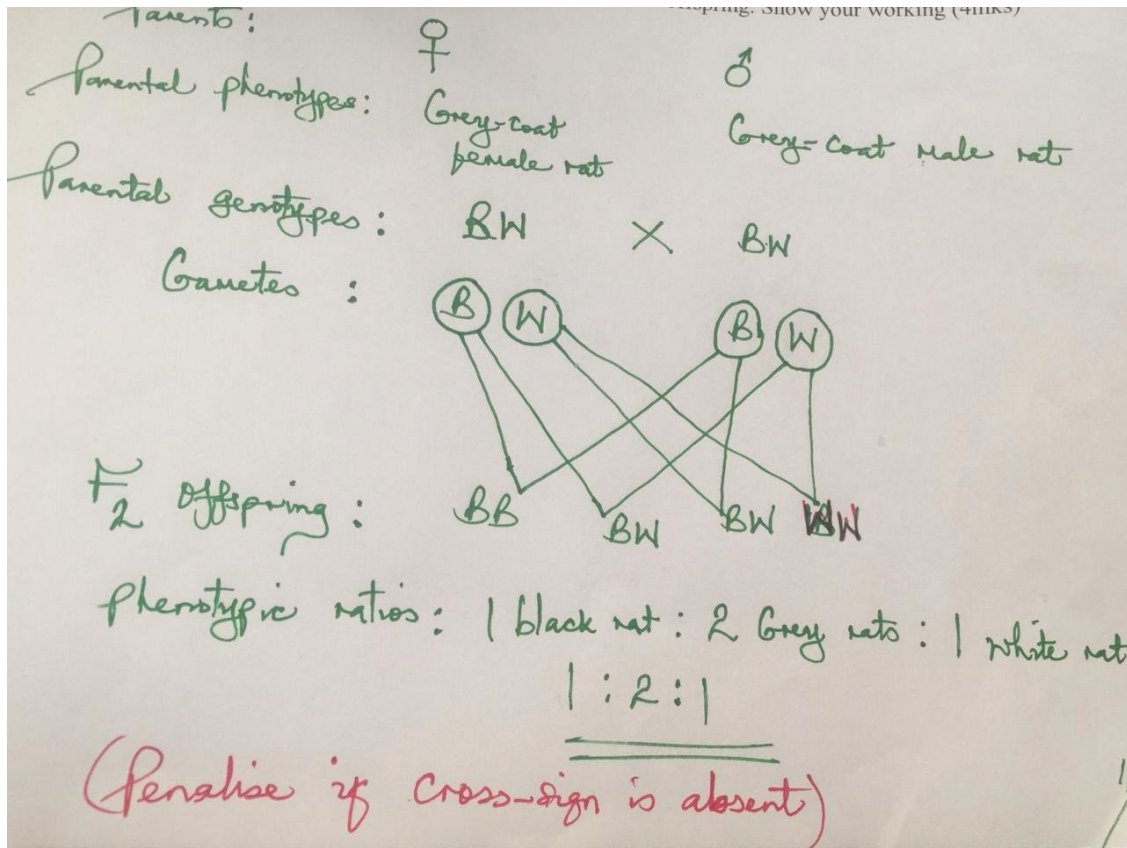 offspring. Show your working (4mks)
Parents: ♀ ♂
Parental phenotypes: Grey-coat female rat Grey-coat male rat
Parental genotypes: BW X BW
Gametes: B W B W
F2 offspring: BB BW BW WW
phenotypic ratios: 1 black rat : 2 Grey rats : 1 white rat
1 : 2 : 1
(Penalise if cross-sign is absent)